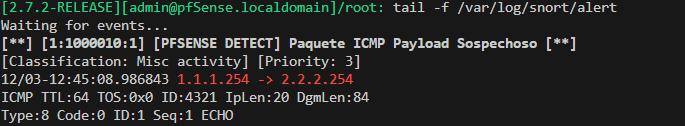 [2.7.2-RELEASE][admin@pfSense.localdomain]/root: tail -f /var/log/snort/alert
Waiting for events...
[**] [1:1000010:1] [PFSENSE DETECT] Paquete ICMP Payload Sospechoso [**]
[Classification: Misc activity] [Priority: 3]
12/03-12:45:08.986843 1.1.1.254 -> 2.2.2.254
ICMP TTL:64 TOS:0x0 ID:4321 IpLen:20 DgmLen:84
Type:8 Code:0 ID:1 Seq:1 ECHO